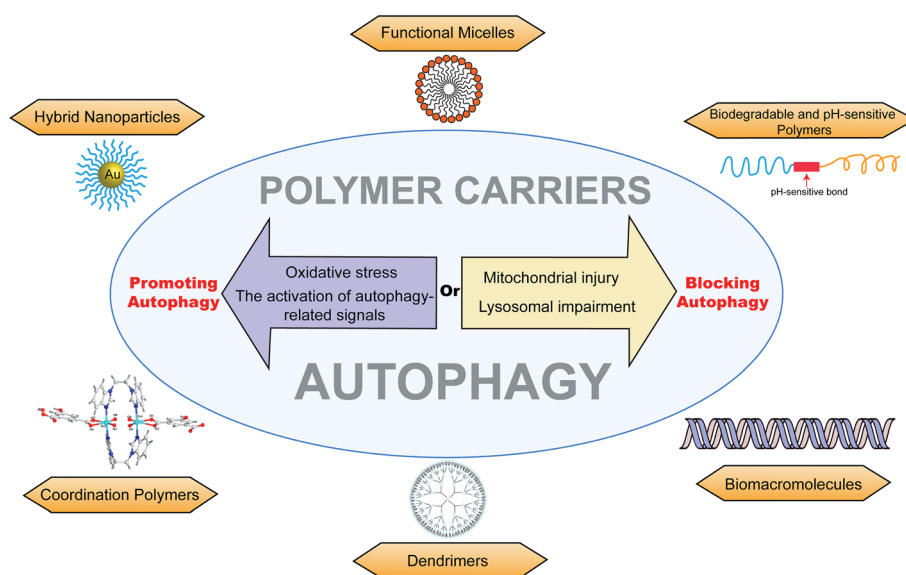 Functional Micelles
Hybrid Nanoparticles
Au
Biodegradable and pH-sensitive
Polymers
pH-sensitive bond
POLYMER CARRIERS
Promoting
Autophagy
Oxidative stress
The activation of autophagy-
related signals
Or
Mitochondrial injury
Lysosomal impairment
Blocking
Autophagy
AUTOPHAGY
Coordination Polymers
Biomacromolecules
Dendrimers